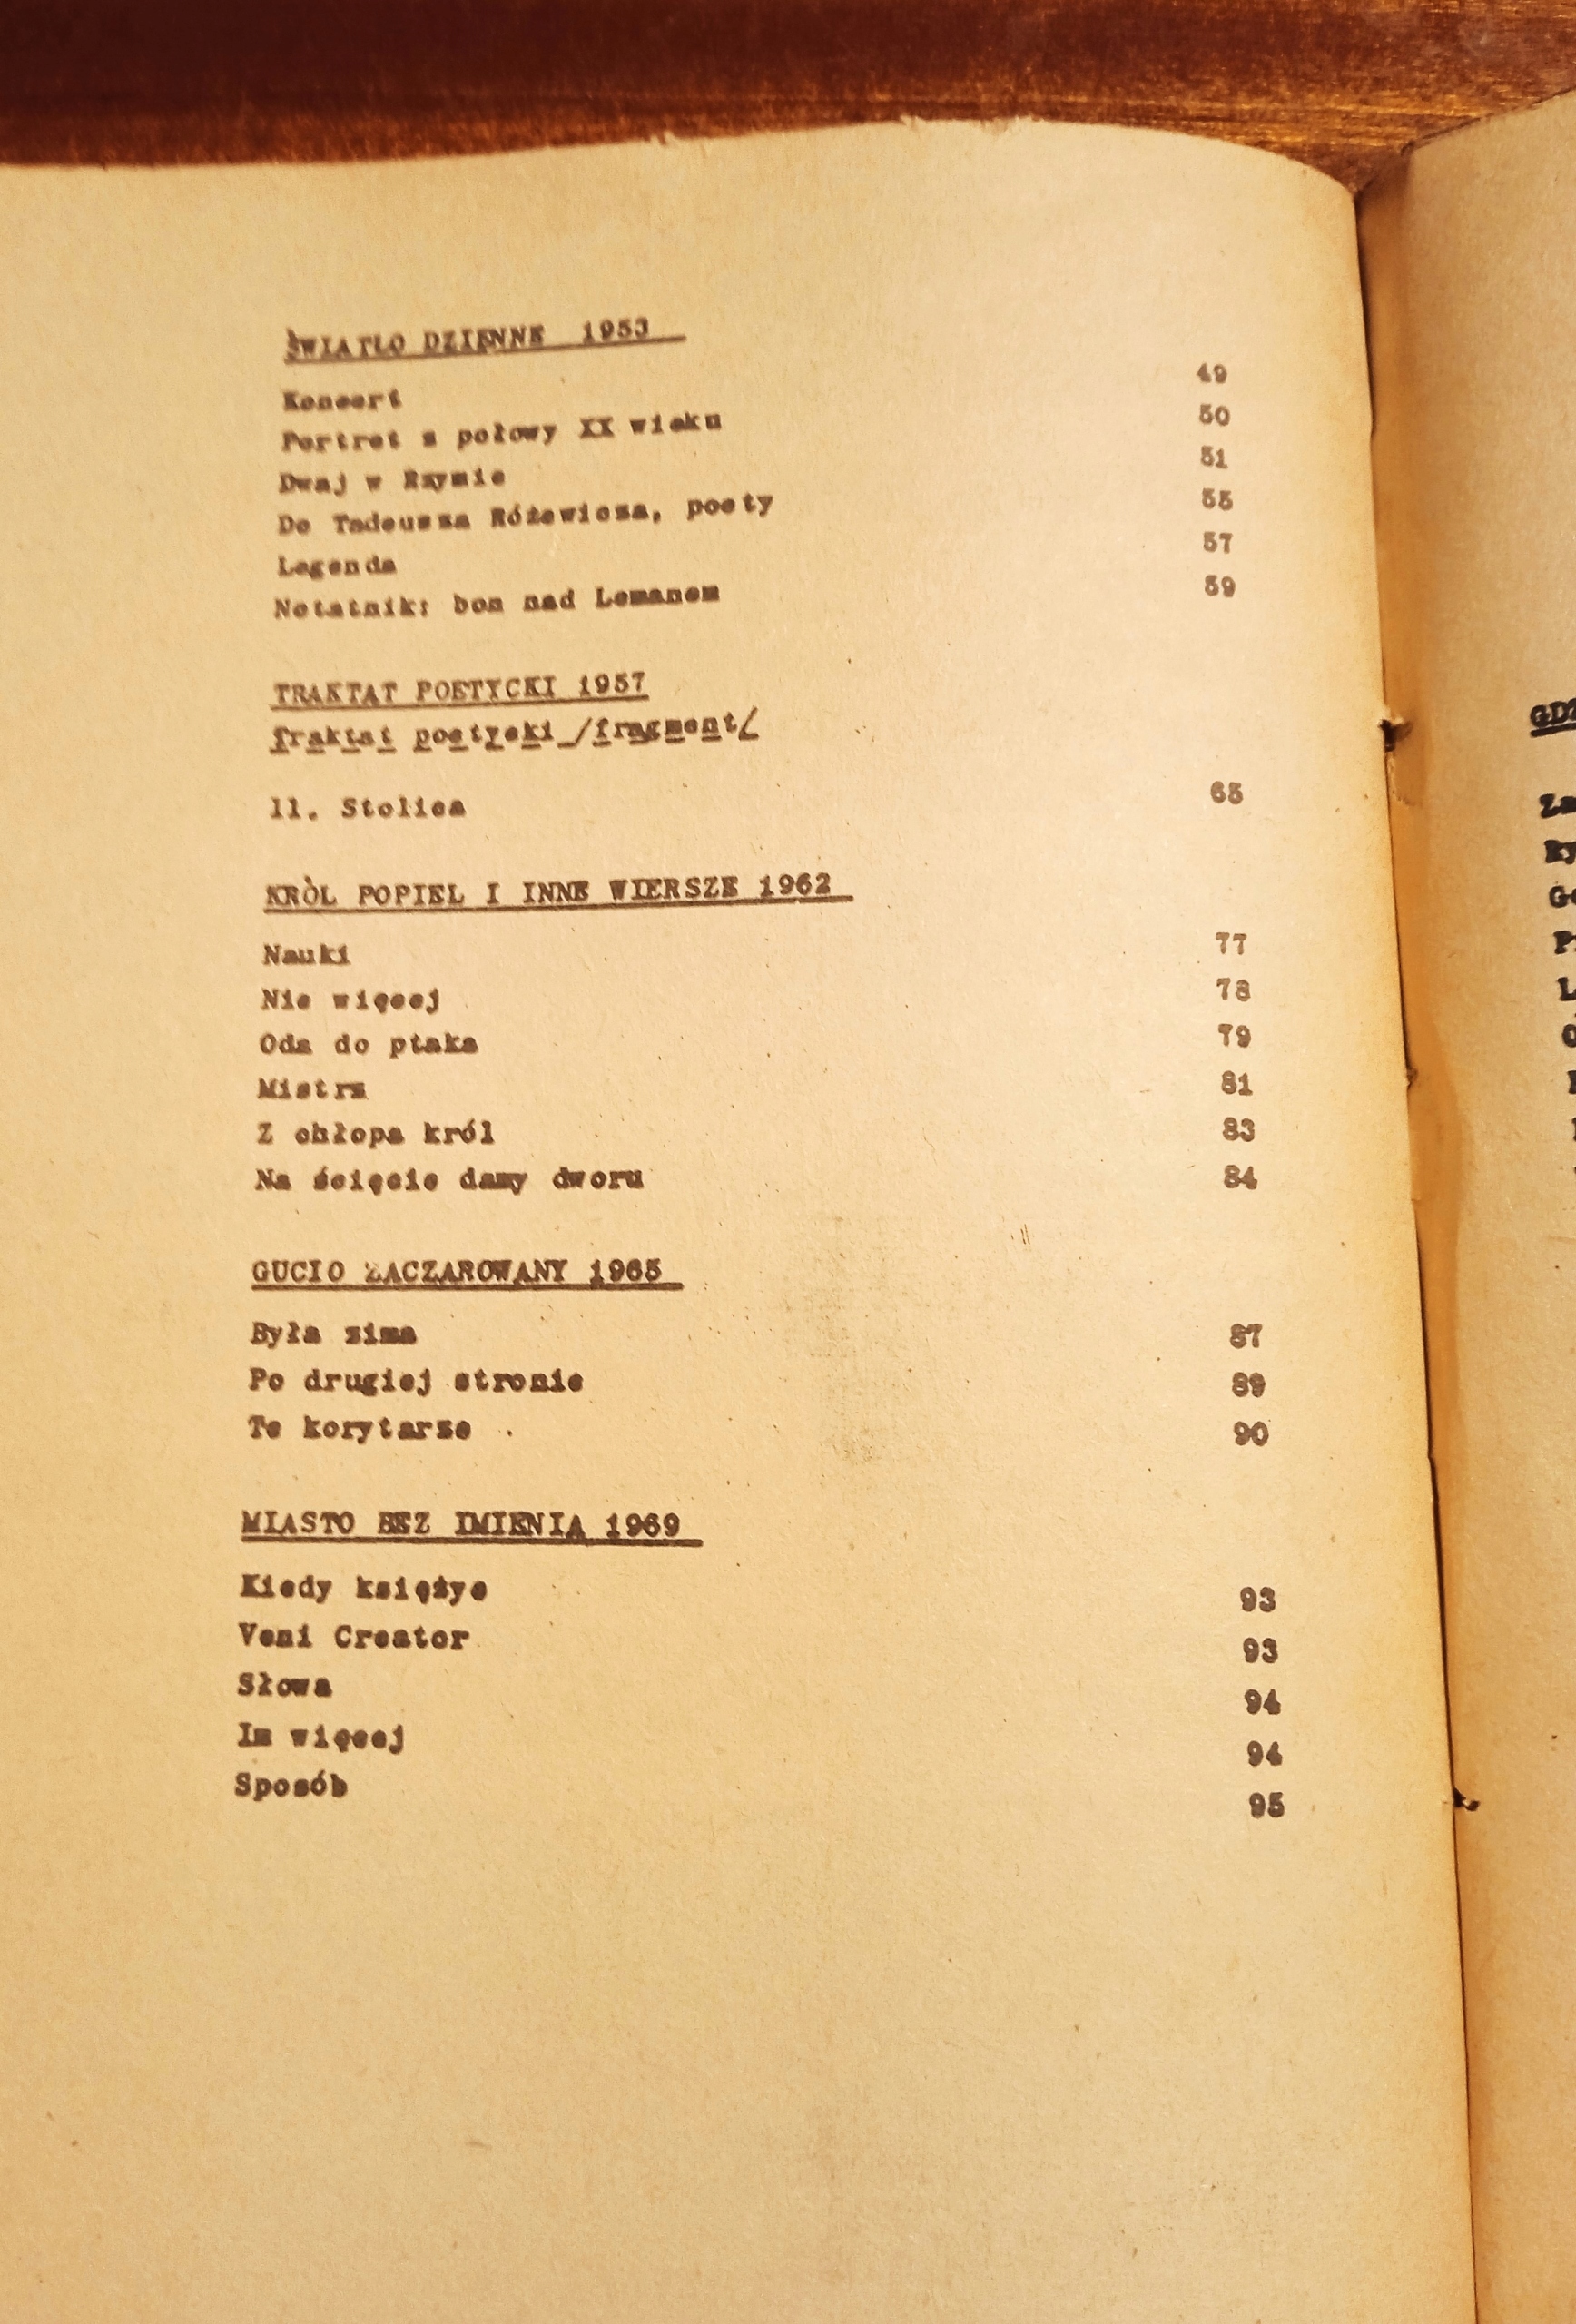 ŚWIATŁO DZIENNE 1953
Koncert 49
Portret z połowy XX wieku 50
Dwaj w Rzymie 51
Do Tadeusza Różewicza, poety 55
Legenda 57
Notatnik: bon nad Lemanem 59
TRAKTAT POETYCKI 1957
Traktat poetycki /fragment/
11. Stolica 65
KRÒL POPIEL I INNE WIERSZE 1962
Nauki 77
Nie więcej 78
Oda do ptaka 79
Mistrz 81
Z chłopa król 83
Na ścięcie damy dworu 84
GUCIO ZACZAROWANY 1965
Była zima 87
Po drugiej stronie 89
Te korytarze 90
MIASTO BEZ IMIENIA 1969
Kiedy księżyc 93
Veni Creator 93
Słowa 94
Im więcej 94
Sposób 95